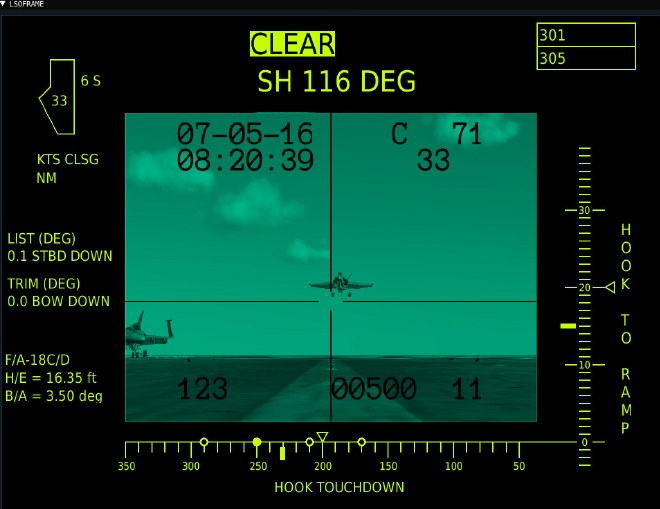 LSOFRAME
CLEAR
SH 116 DEG
301
305
6 S
33
KTS CLSG
NM
07-05-16 C 71
08:20:39 33
LIST (DEG)
0.1 STBD DOWN
TRIM (DEG)
0.0 BOW DOWN
F/A-18C/D
H/E = 16.35 ft
B/A = 3.50 deg
123 00500 11
30
20
10
0
HOOK TO RAMP
350 300 250 200 150 100 50
HOOK TOUCHDOWN